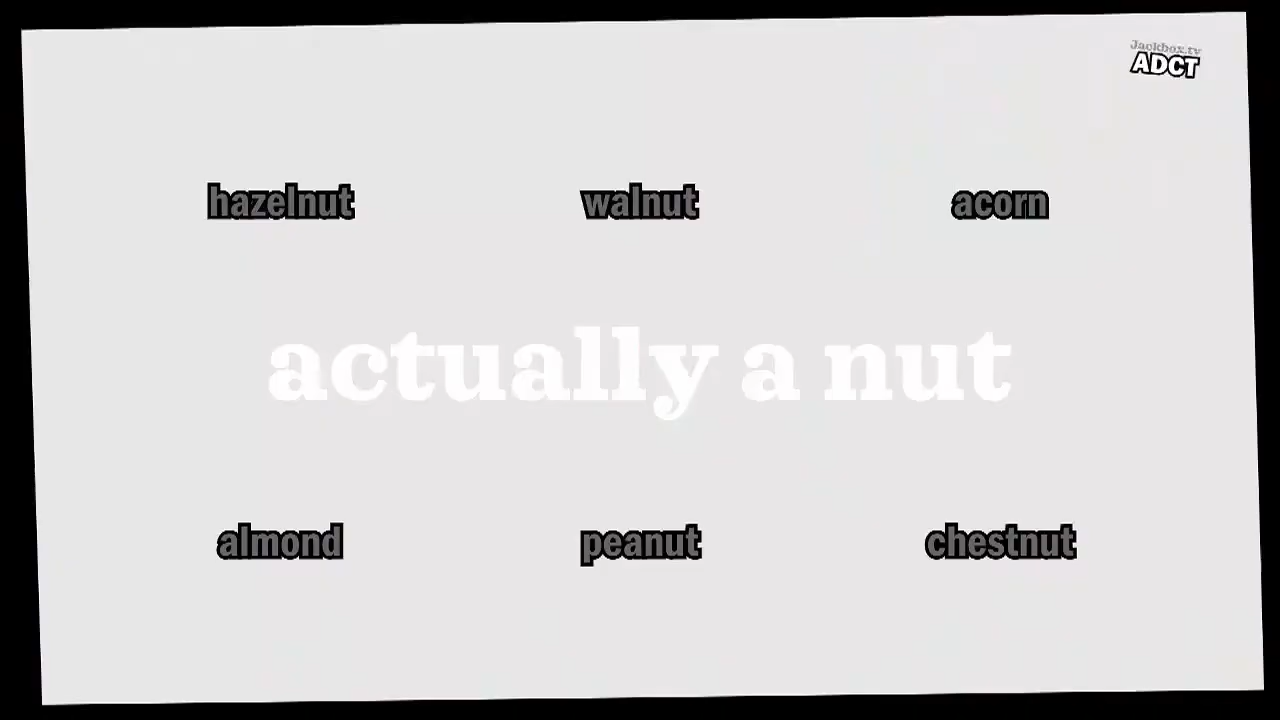 Jackbox.tv
ADCT
hazelnut
walnut
acorn
actually a nut
almond
peanut
chestnut